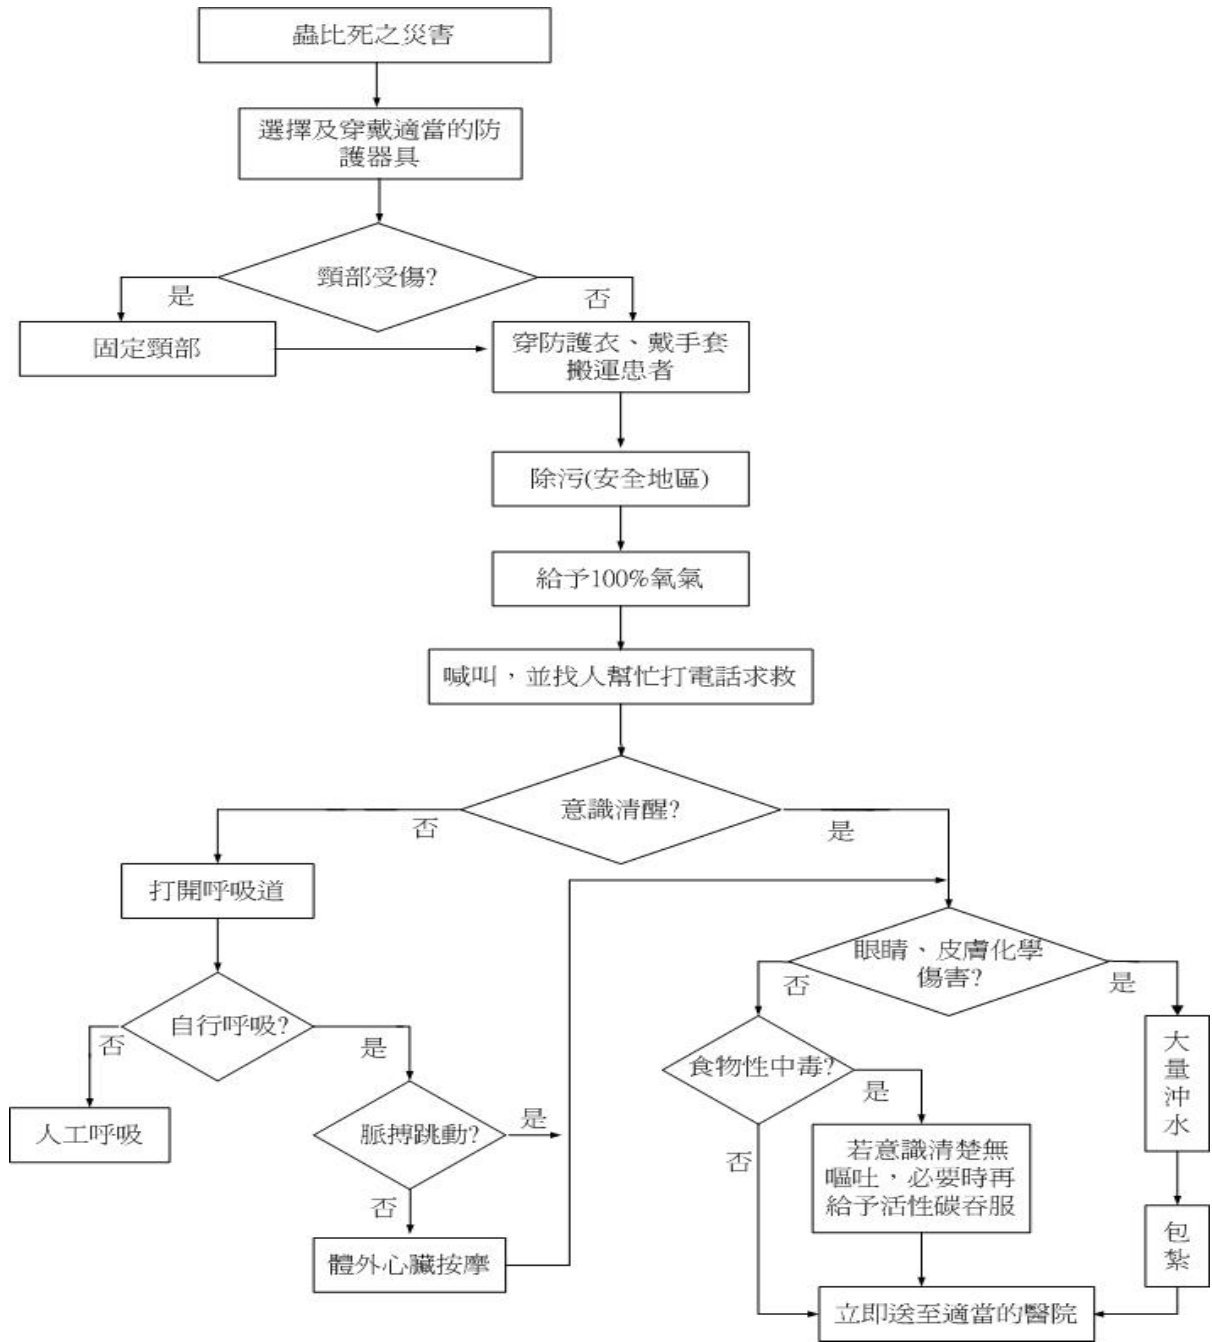 蟲比死之災害
選擇及穿戴適當的防
護器具
頸部受傷?
是
否
固定頸部
穿防護衣、戴手套
搬運患者
除污(安全地區)
給予100%氧氣
喊叫，並找人幫忙打電話求救
意識清醒?
否
是
打開呼吸道
眼睛、皮膚化學
傷害?
否
是
自行呼吸?
否
是
大量沖水
食物性中毒?
是
否
人工呼吸
脈搏跳動?
是
否
若意識清楚無
嘔吐，必要時再
給予活性碳吞服
體外心臟按摩
包紮
立即送至適當的醫院